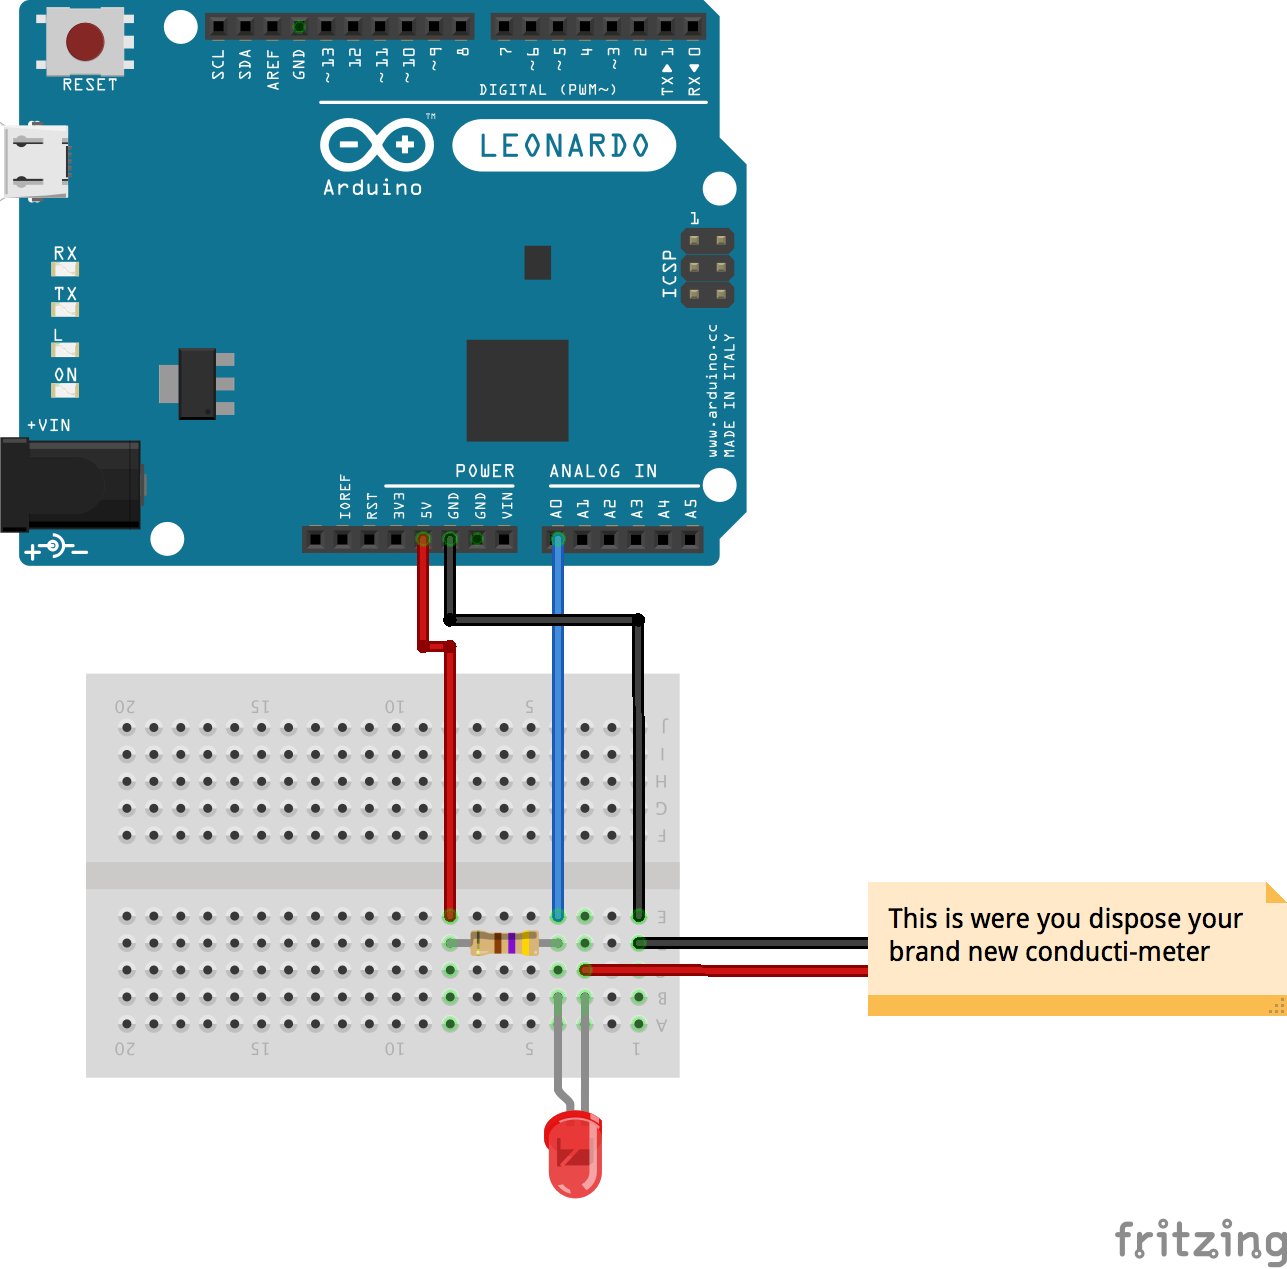 RESET
SCL
SDA
AREF
GND
~13
12
~11
~10
~9
8
7
~6
~5
4
~3
2
TX▶ 1
RX◀ 0
DIGITAL (PWM~)
TM
LEONARDO
Arduino
1
ICSP
RX
TX
L
ON
+VIN
www.arduino.cc
MADE IN ITALY
POWER
ANALOG IN
IOREF
RST
3V3
5V
GND
GND
VIN
A0
A1
A2
A3
A4
A5
20
15
10
5
J
I
H
G
F
E
B
A
20
15
10
5
1
This is were you dispose your
brand new conducti-meter
fritzing